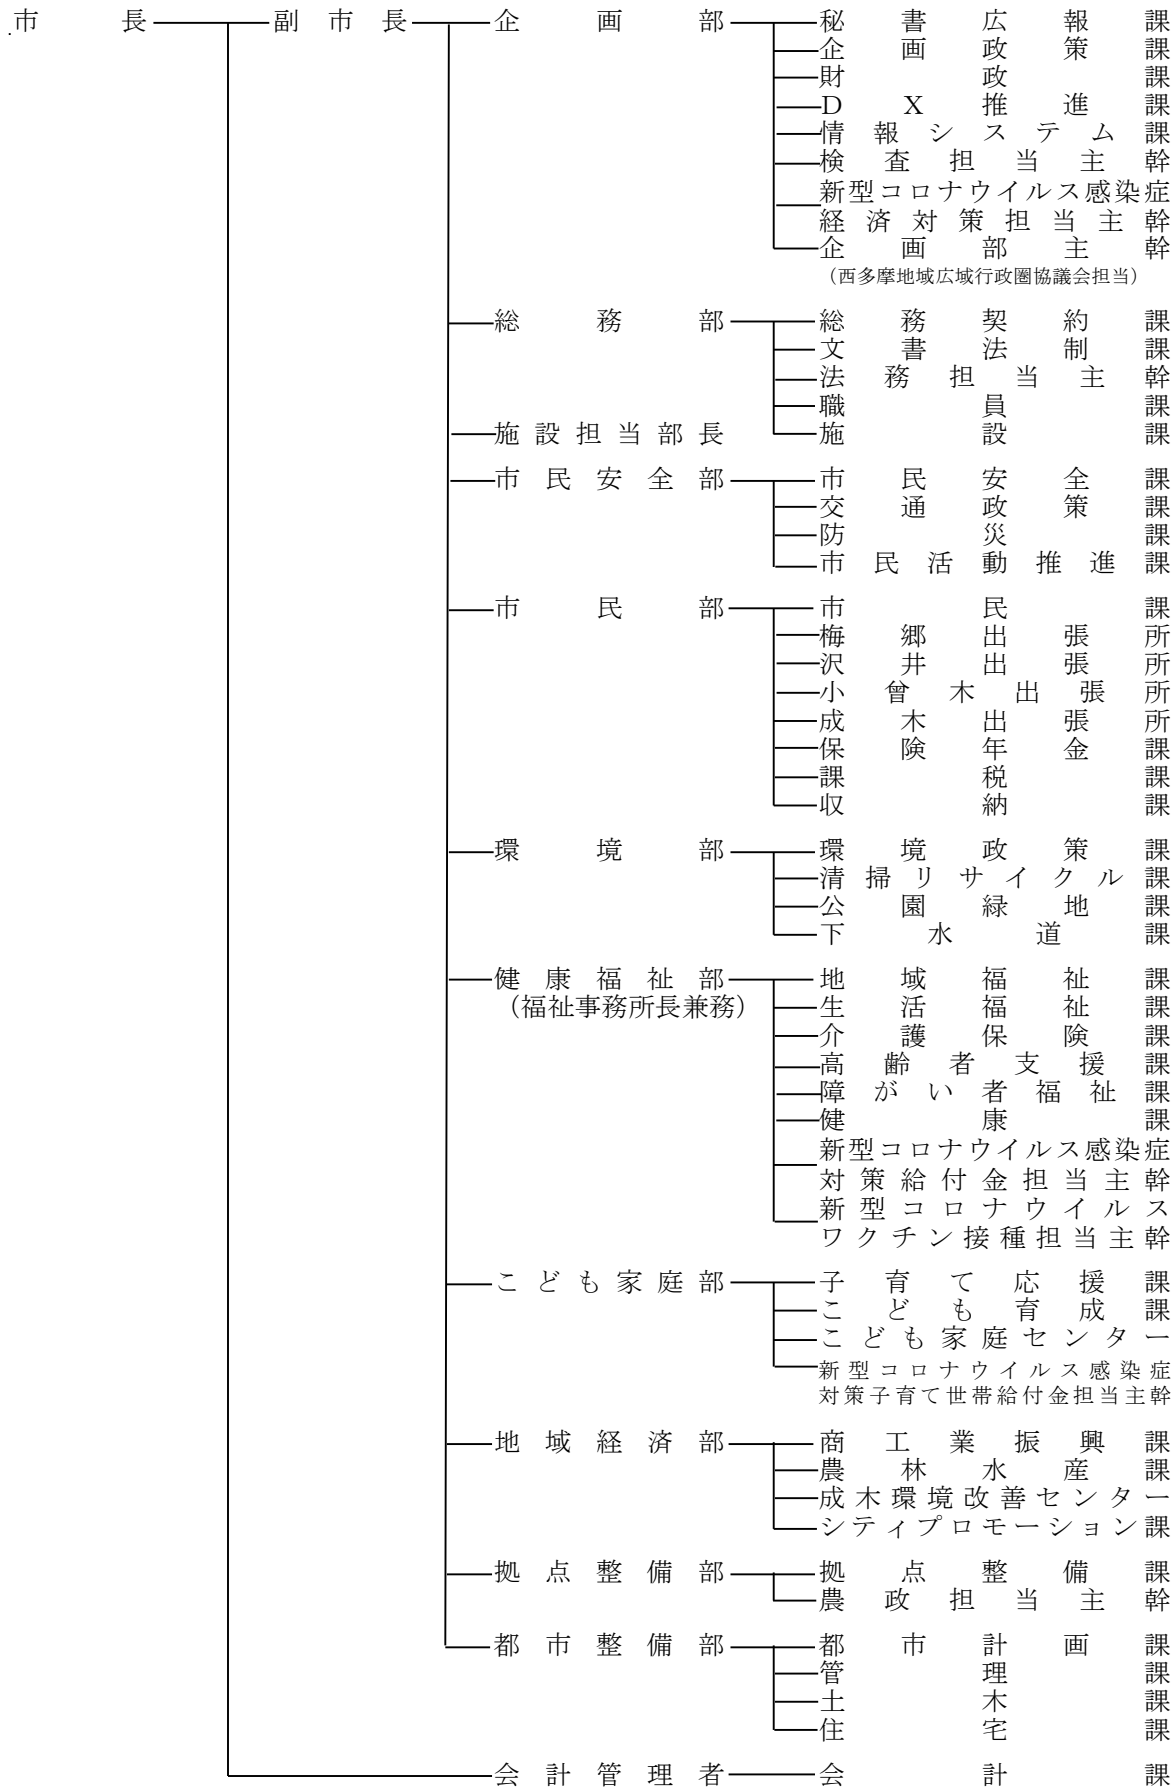 市長 副市長 企画部 秘書広報課
企画政策課
財政課
DX推進課
情報システム課
検査担当主幹
新型コロナウイルス感染症
経済対策担当主幹
企画部主幹
（西多摩地域広域行政圏協議会担当）
総務部 総務契約課
文書法制課
法務担当主幹
職員課
施設担当部長 施設課
市民安全部 市民安全課
交通政策課
防災課
市民活動推進課
市民部 市民課
梅郷出張所
沢井出張所
小曾木出張所
成木出張所
保険年金課
課税課
収納課
環境部 環境政策課
清掃リサイクル課
公園緑地課
下水道課
健康福祉部 地域福祉課
（福祉事務所長兼務） 生活福祉課
介護保険課
高齢者支援課
障がい者福祉課
健康課
新型コロナウイルス感染症
対策給付金担当主幹
新型コロナウイルス
ワクチン接種担当主幹
こども家庭部 子育て応援課
こども育成課
こども家庭センター
新型コロナウイルス感染症
対策子育て世帯給付金担当主幹
地域経済部 商工業振興課
農林水産課
成木環境改善センター
シティプロモーション課
拠点整備部 拠点整備課
農政担当主幹
都市整備部 都市計画課
管理課
土木課
住宅課
会計管理者 会計課